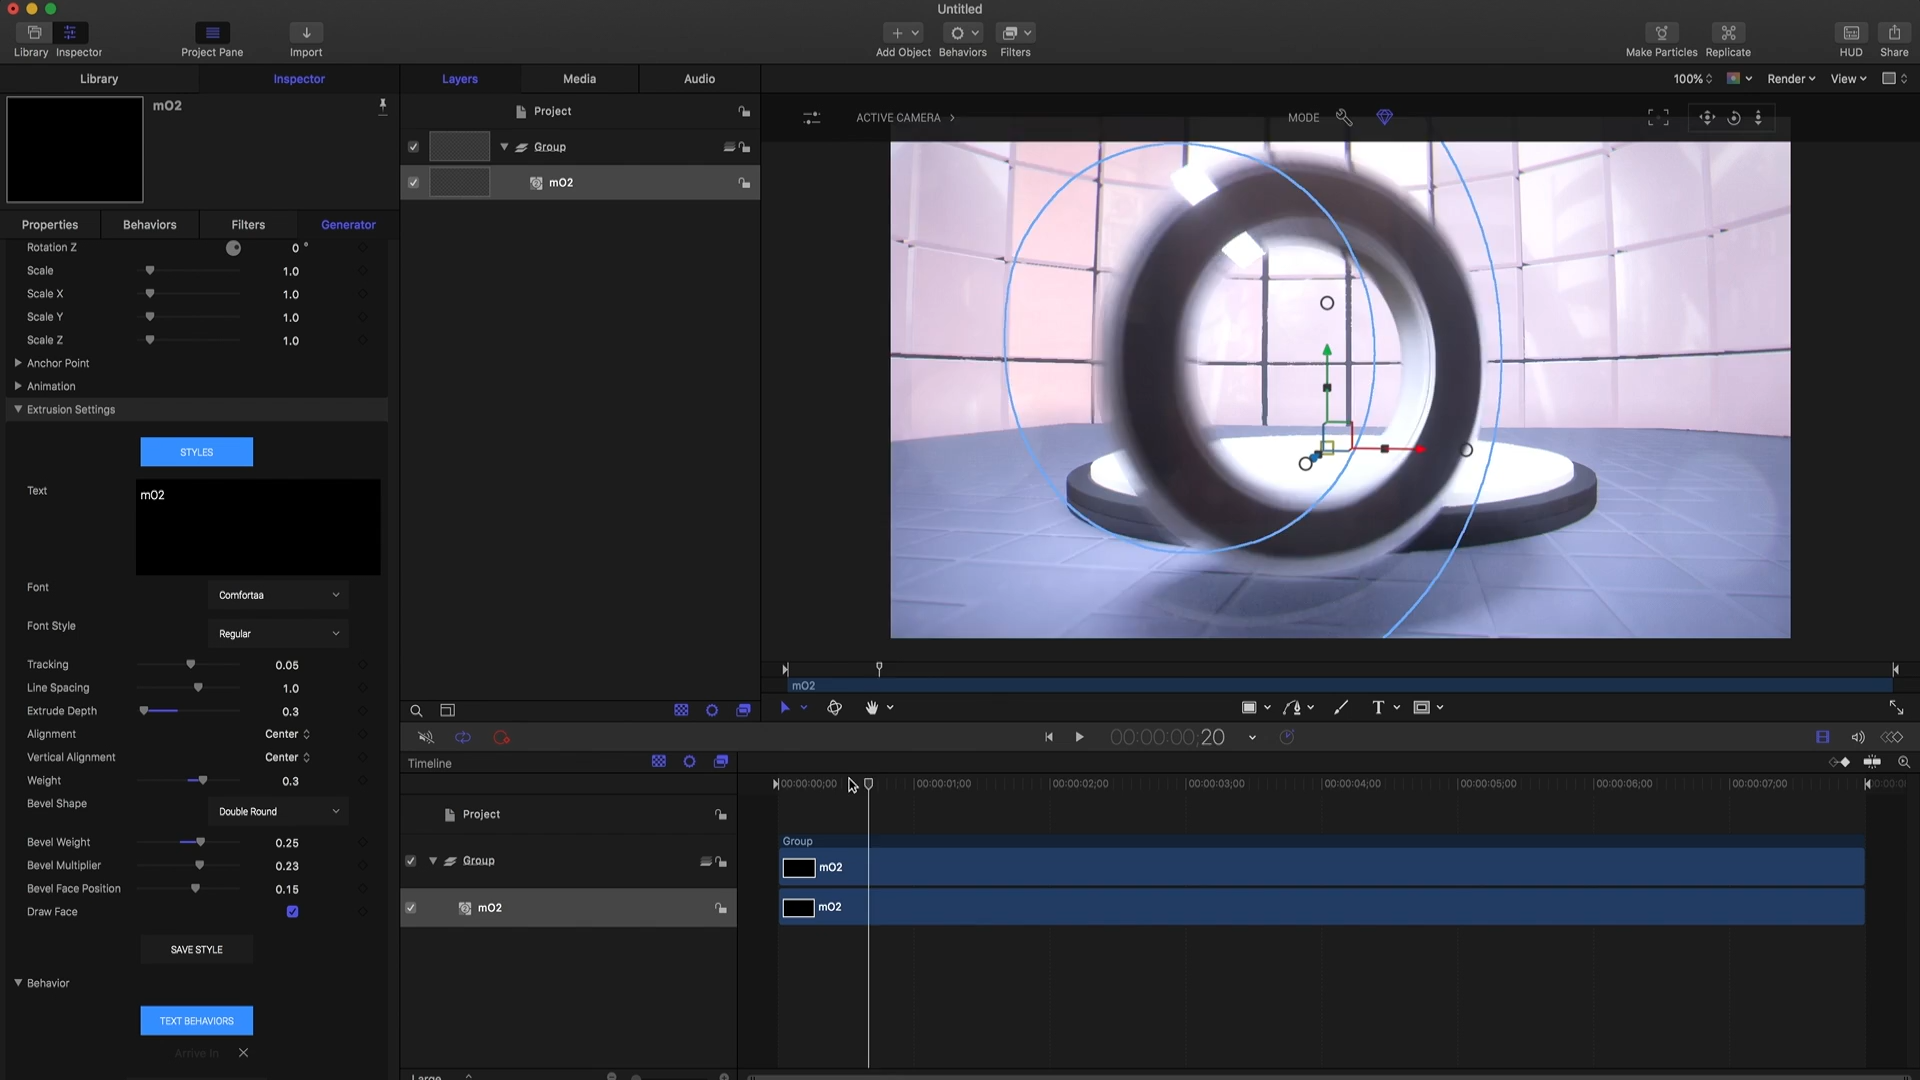 Untitled
Library
Inspector
Project Pane
Import
Add Object
Behaviors
Filters
Make Particles
Replicate
HUD
Share
Library
Inspector
Layers
Media
Audio
100%
Render
View
mO2
Project
Group
mO2
ACTIVE CAMERA
MODE
Properties
Behaviors
Filters
Generator
Rotation Z 0 °
Scale 1.0
Scale X 1.0
Scale Y 1.0
Scale Z 1.0
Anchor Point
Animation
Extrusion Settings
STYLES
Text mO2
Font Comfortaa
Font Style Regular
Tracking 0.05
Line Spacing 1.0
Extrude Depth 0.3
Alignment Center
Vertical Alignment Center
Weight 0.3
Bevel Shape Double Round
Bevel Weight 0.25
Bevel Multiplier 0.23
Bevel Face Position 0.15
Draw Face
SAVE STYLE
Behavior
TEXT BEHAVIORS
Arrive In
mO2
T
00:00:00;20
Timeline
00:00:00;00 00:00:01;00 00:00:02;00 00:00:03;00 00:00:04;00 00:00:05;00 00:00:06;00 00:00:07;00
Project
Group
mO2
Group
mO2
mO2
Large